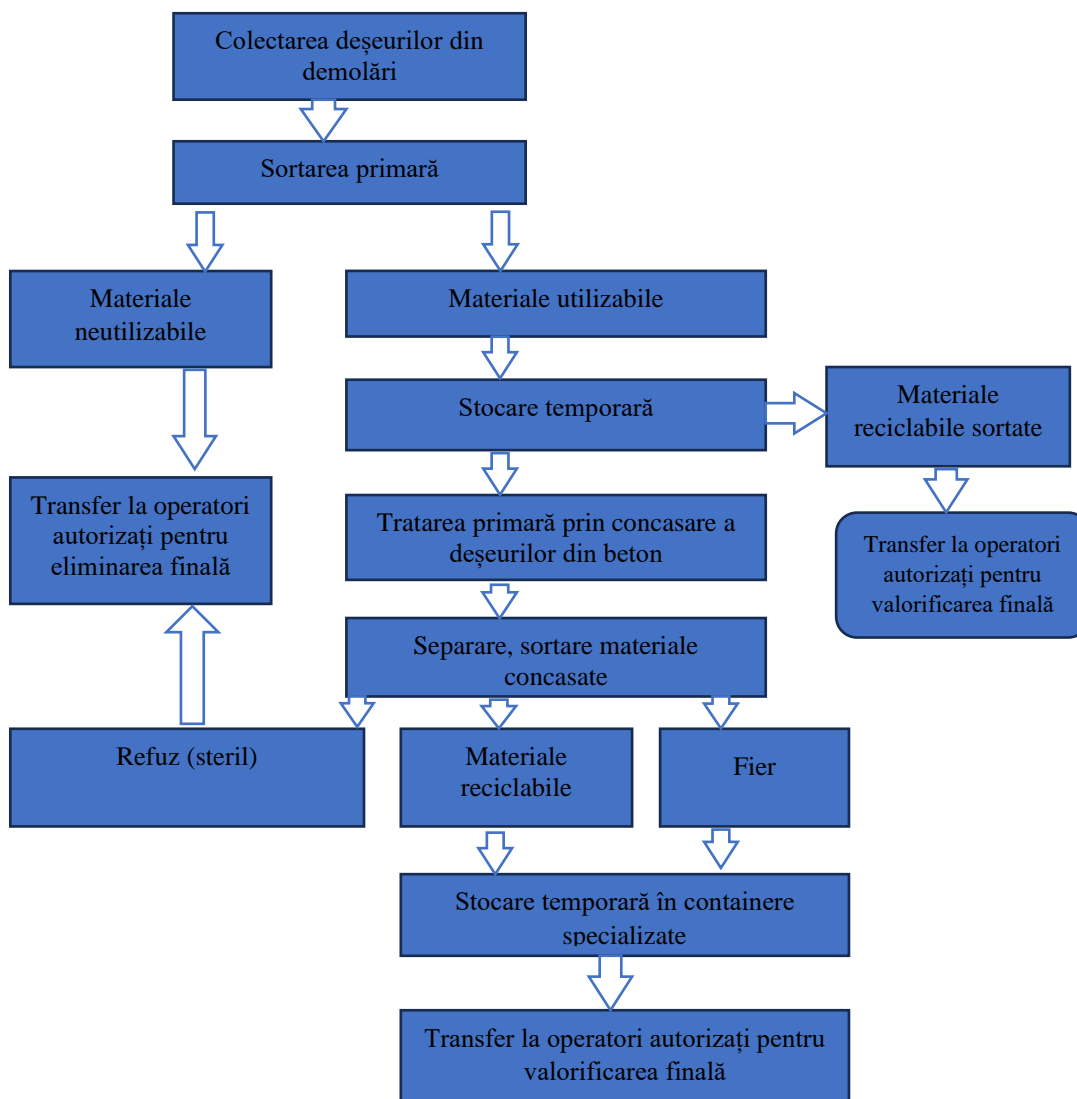 Colectarea deșeurilor din
demolări
Sortarea primară
Materiale
neutilizabile
Materiale utilizabile
Stocare temporară
Materiale
reciclabile sortate
Transfer la operatori
autorizați pentru
eliminarea finală
Tratarea primară prin concasare a
deșeurilor din beton
Transfer la operatori
autorizați pentru
valorificarea finală
Separare, sortare materiale
concasate
Refuz (steril)
Materiale
reciclabile
Fier
Stocare temporară în containere
specializate
Transfer la operatori autorizați pentru
valorificarea finală